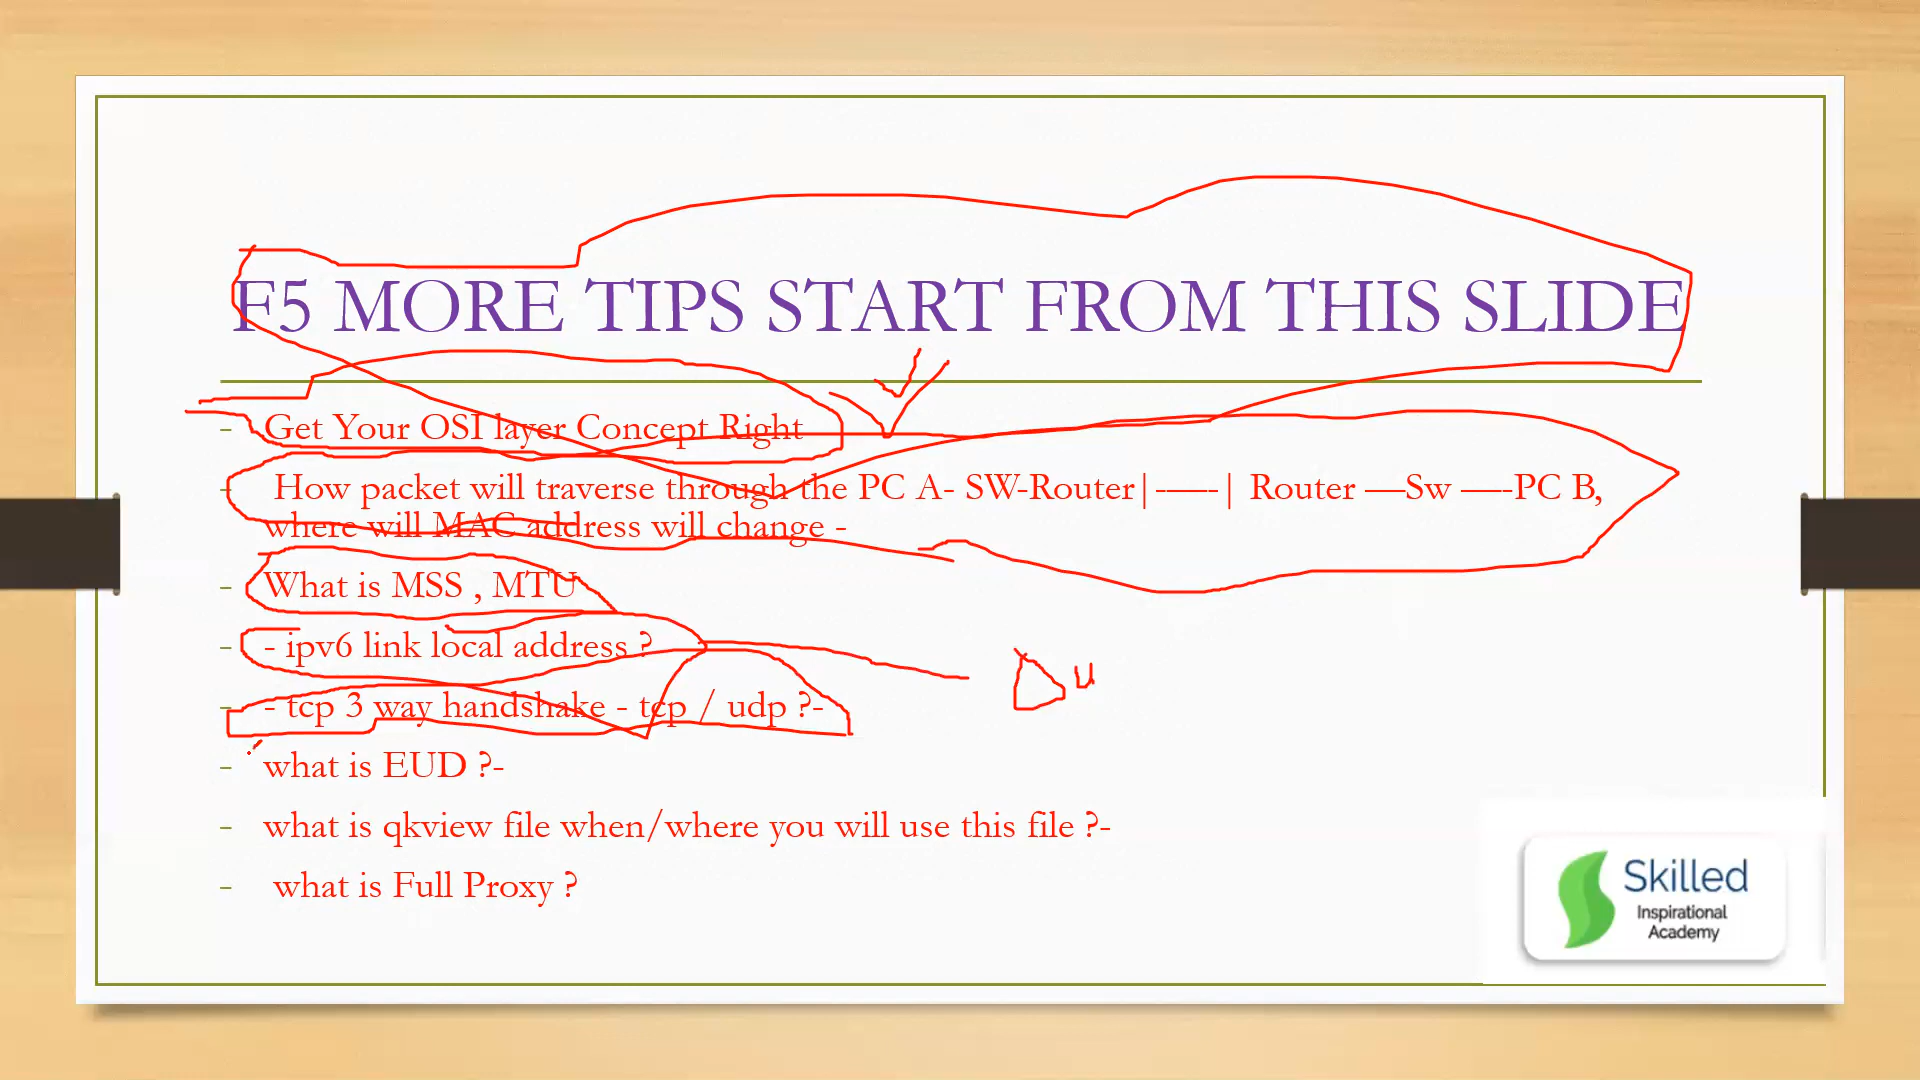 F5 MORE TIPS START FROM THIS SLIDE
- Get Your OSI layer Concept Right
- How packet will traverse through the PC A- SW-Router|-----| Router —Sw —-PC B,
where will MAC address will change -
- What is MSS , MTU
- - ipv6 link local address ?
- - tcp 3 way handshake - tcp / udp ?-
- what is EUD ?-
- what is qkview file when/where you will use this file ?-
- what is Full Proxy ?
Skilled
Inspirational
Academy